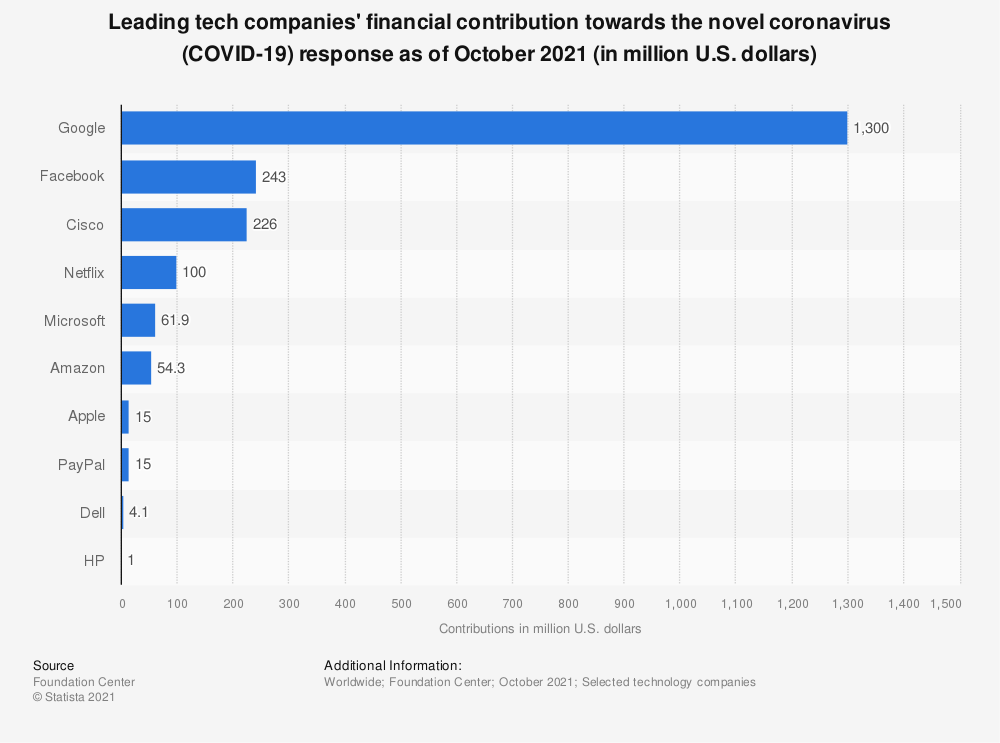 Leading tech companies' financial contribution towards the novel coronavirus
(COVID-19) response as of October 2021 (in million U.S. dollars)
Google 1,300
Facebook 243
Cisco 226
Netflix 100
Microsoft 61.9
Amazon 54.3
Apple 15
PayPal 15
Dell 4.1
HP 1
0 100 200 300 400 500 600 700 800 900 1,000 1,100 1,200 1,300 1,400 1,500
Contributions in million U.S. dollars
Source
Foundation Center
© Statista 2021
Additional Information:
Worldwide; Foundation Center; October 2021; Selected technology companies